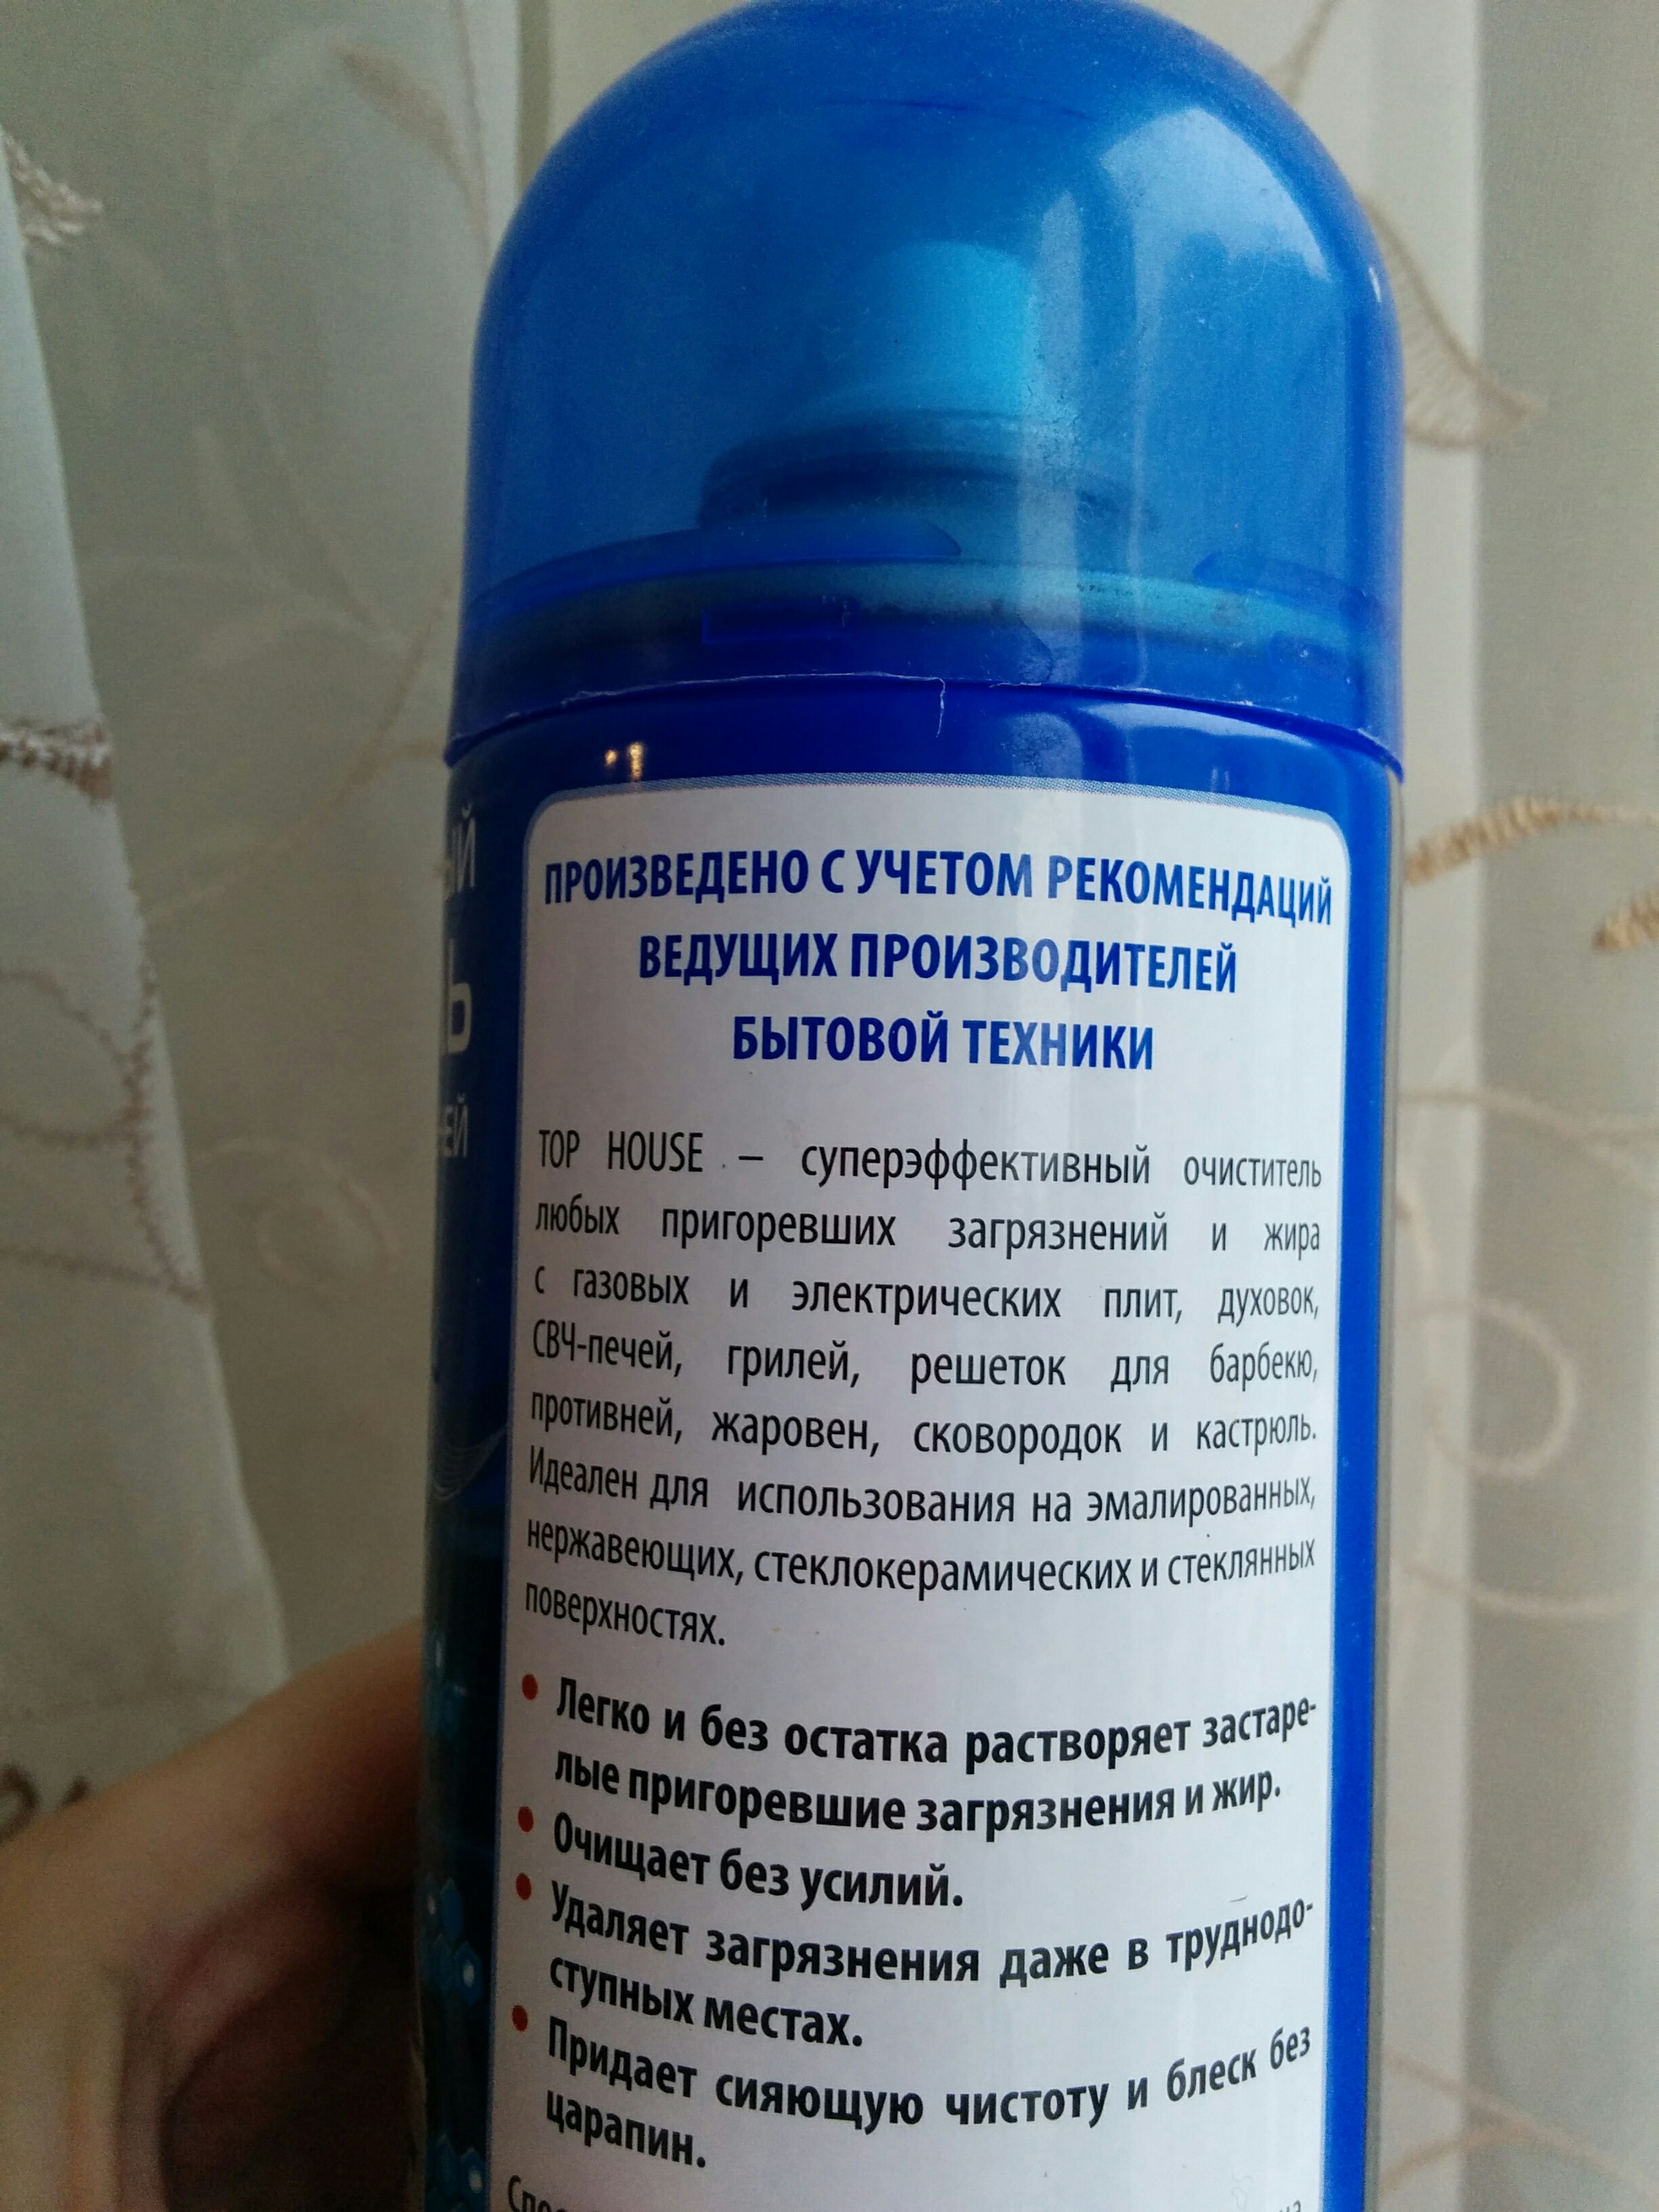 ПРОИЗВЕДЕНО С УЧЕТОМ РЕКОМЕНДАЦИЙ
ВЕДУЩИХ ПРОИЗВОДИТЕЛЕЙ
БЫТОВОЙ ТЕХНИКИ
TOP HOUSE – суперэффективный очиститель
любых пригоревших загрязнений и жира
с газовых и электрических плит, духовок,
СВЧ-печей, грилей, решеток для барбекю,
противней, жаровен, сковородок и кастрюль.
Идеален для использования на эмалированных,
нержавеющих, стеклокерамических и стеклянных
поверхностях.
• Легко и без остатка растворяет застаре-
лые пригоревшие загрязнения и жир.
• Очищает без усилий.
• Удаляет загрязнения даже в труднодо-
ступных местах.
• Придает сияющую чистоту и блеск без
царапин.